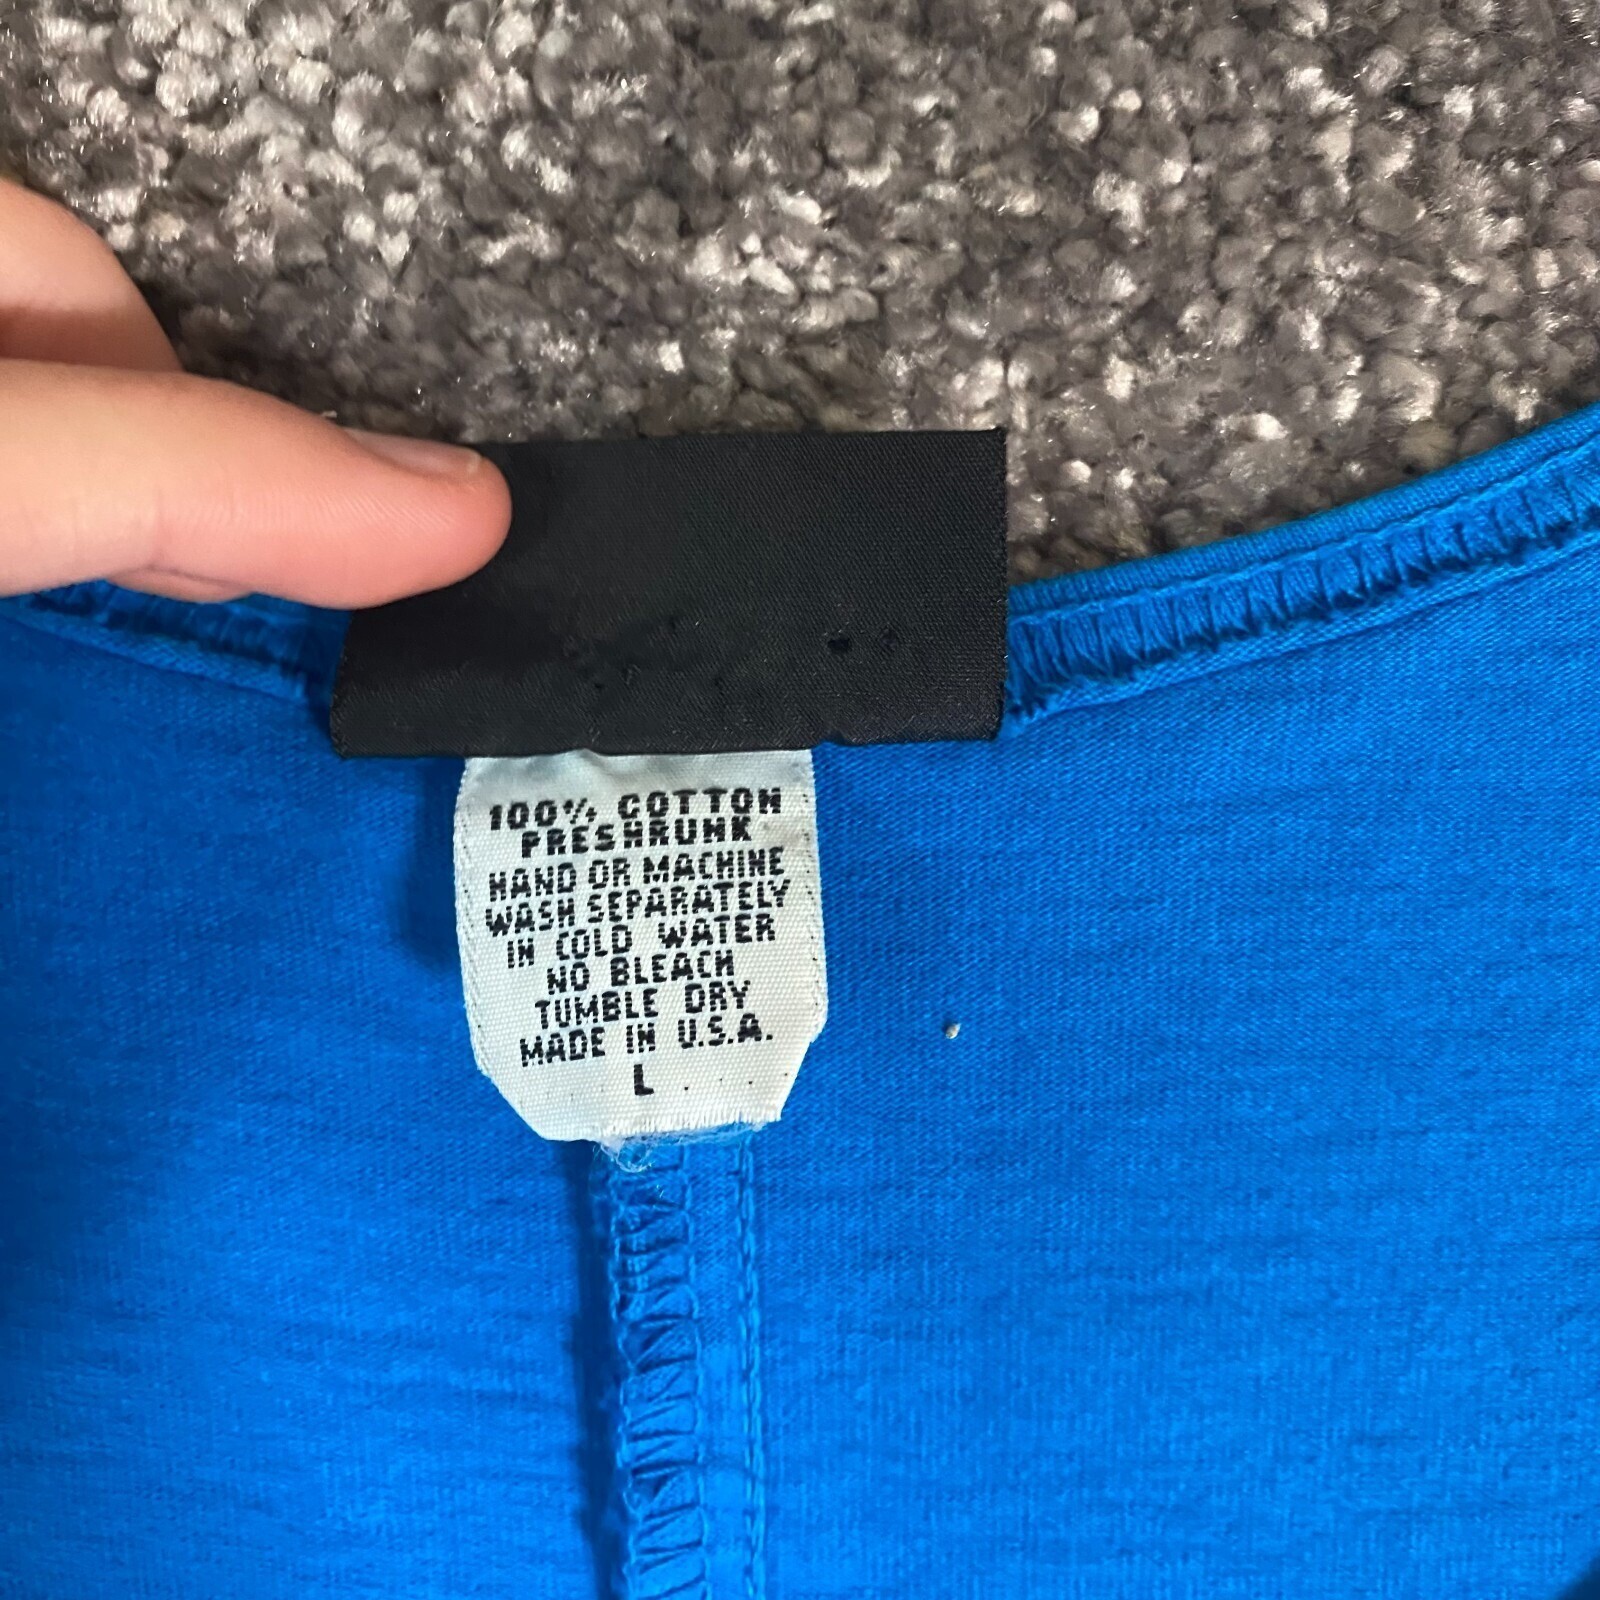 100% COTTON
PRESHRUNK
HAND OR MACHINE
WASH SEPARATELY
IN COLD WATER
NO BLEACH
TUMBLE DRY
MADE IN U.S.A.
L